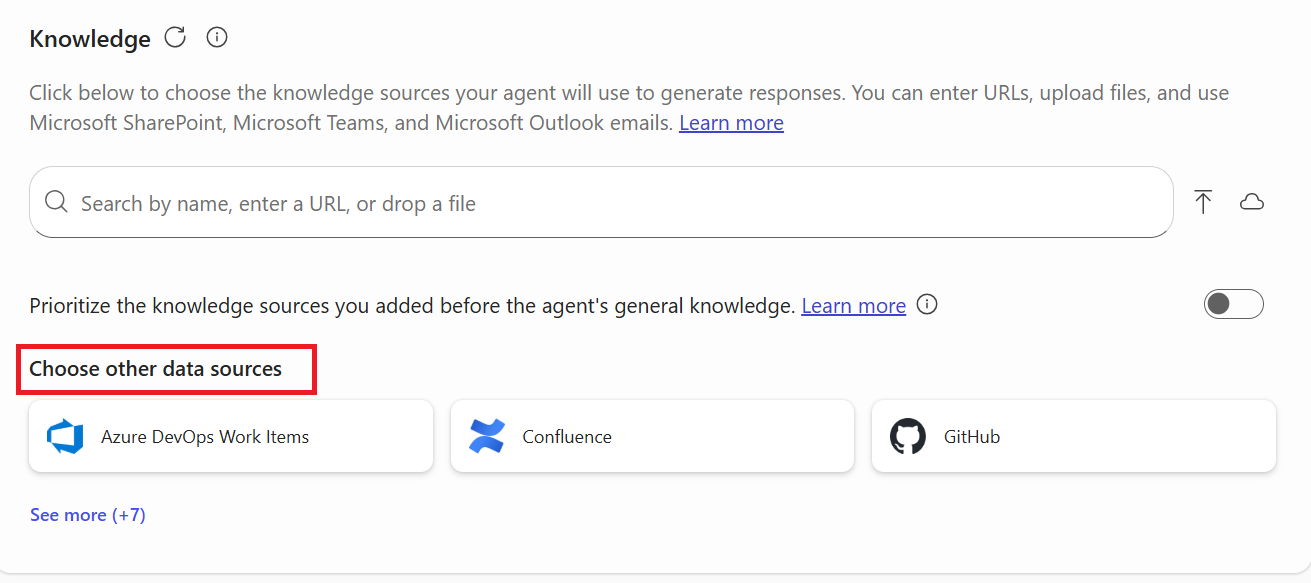 Knowledge
Click below to choose the knowledge sources your agent will use to generate responses. You can enter URLs, upload files, and use
Microsoft SharePoint, Microsoft Teams, and Microsoft Outlook emails. Learn more
Search by name, enter a URL, or drop a file
Prioritize the knowledge sources you added before the agent's general knowledge. Learn more
Choose other data sources
Azure DevOps Work Items
Confluence
GitHub
See more (+7)